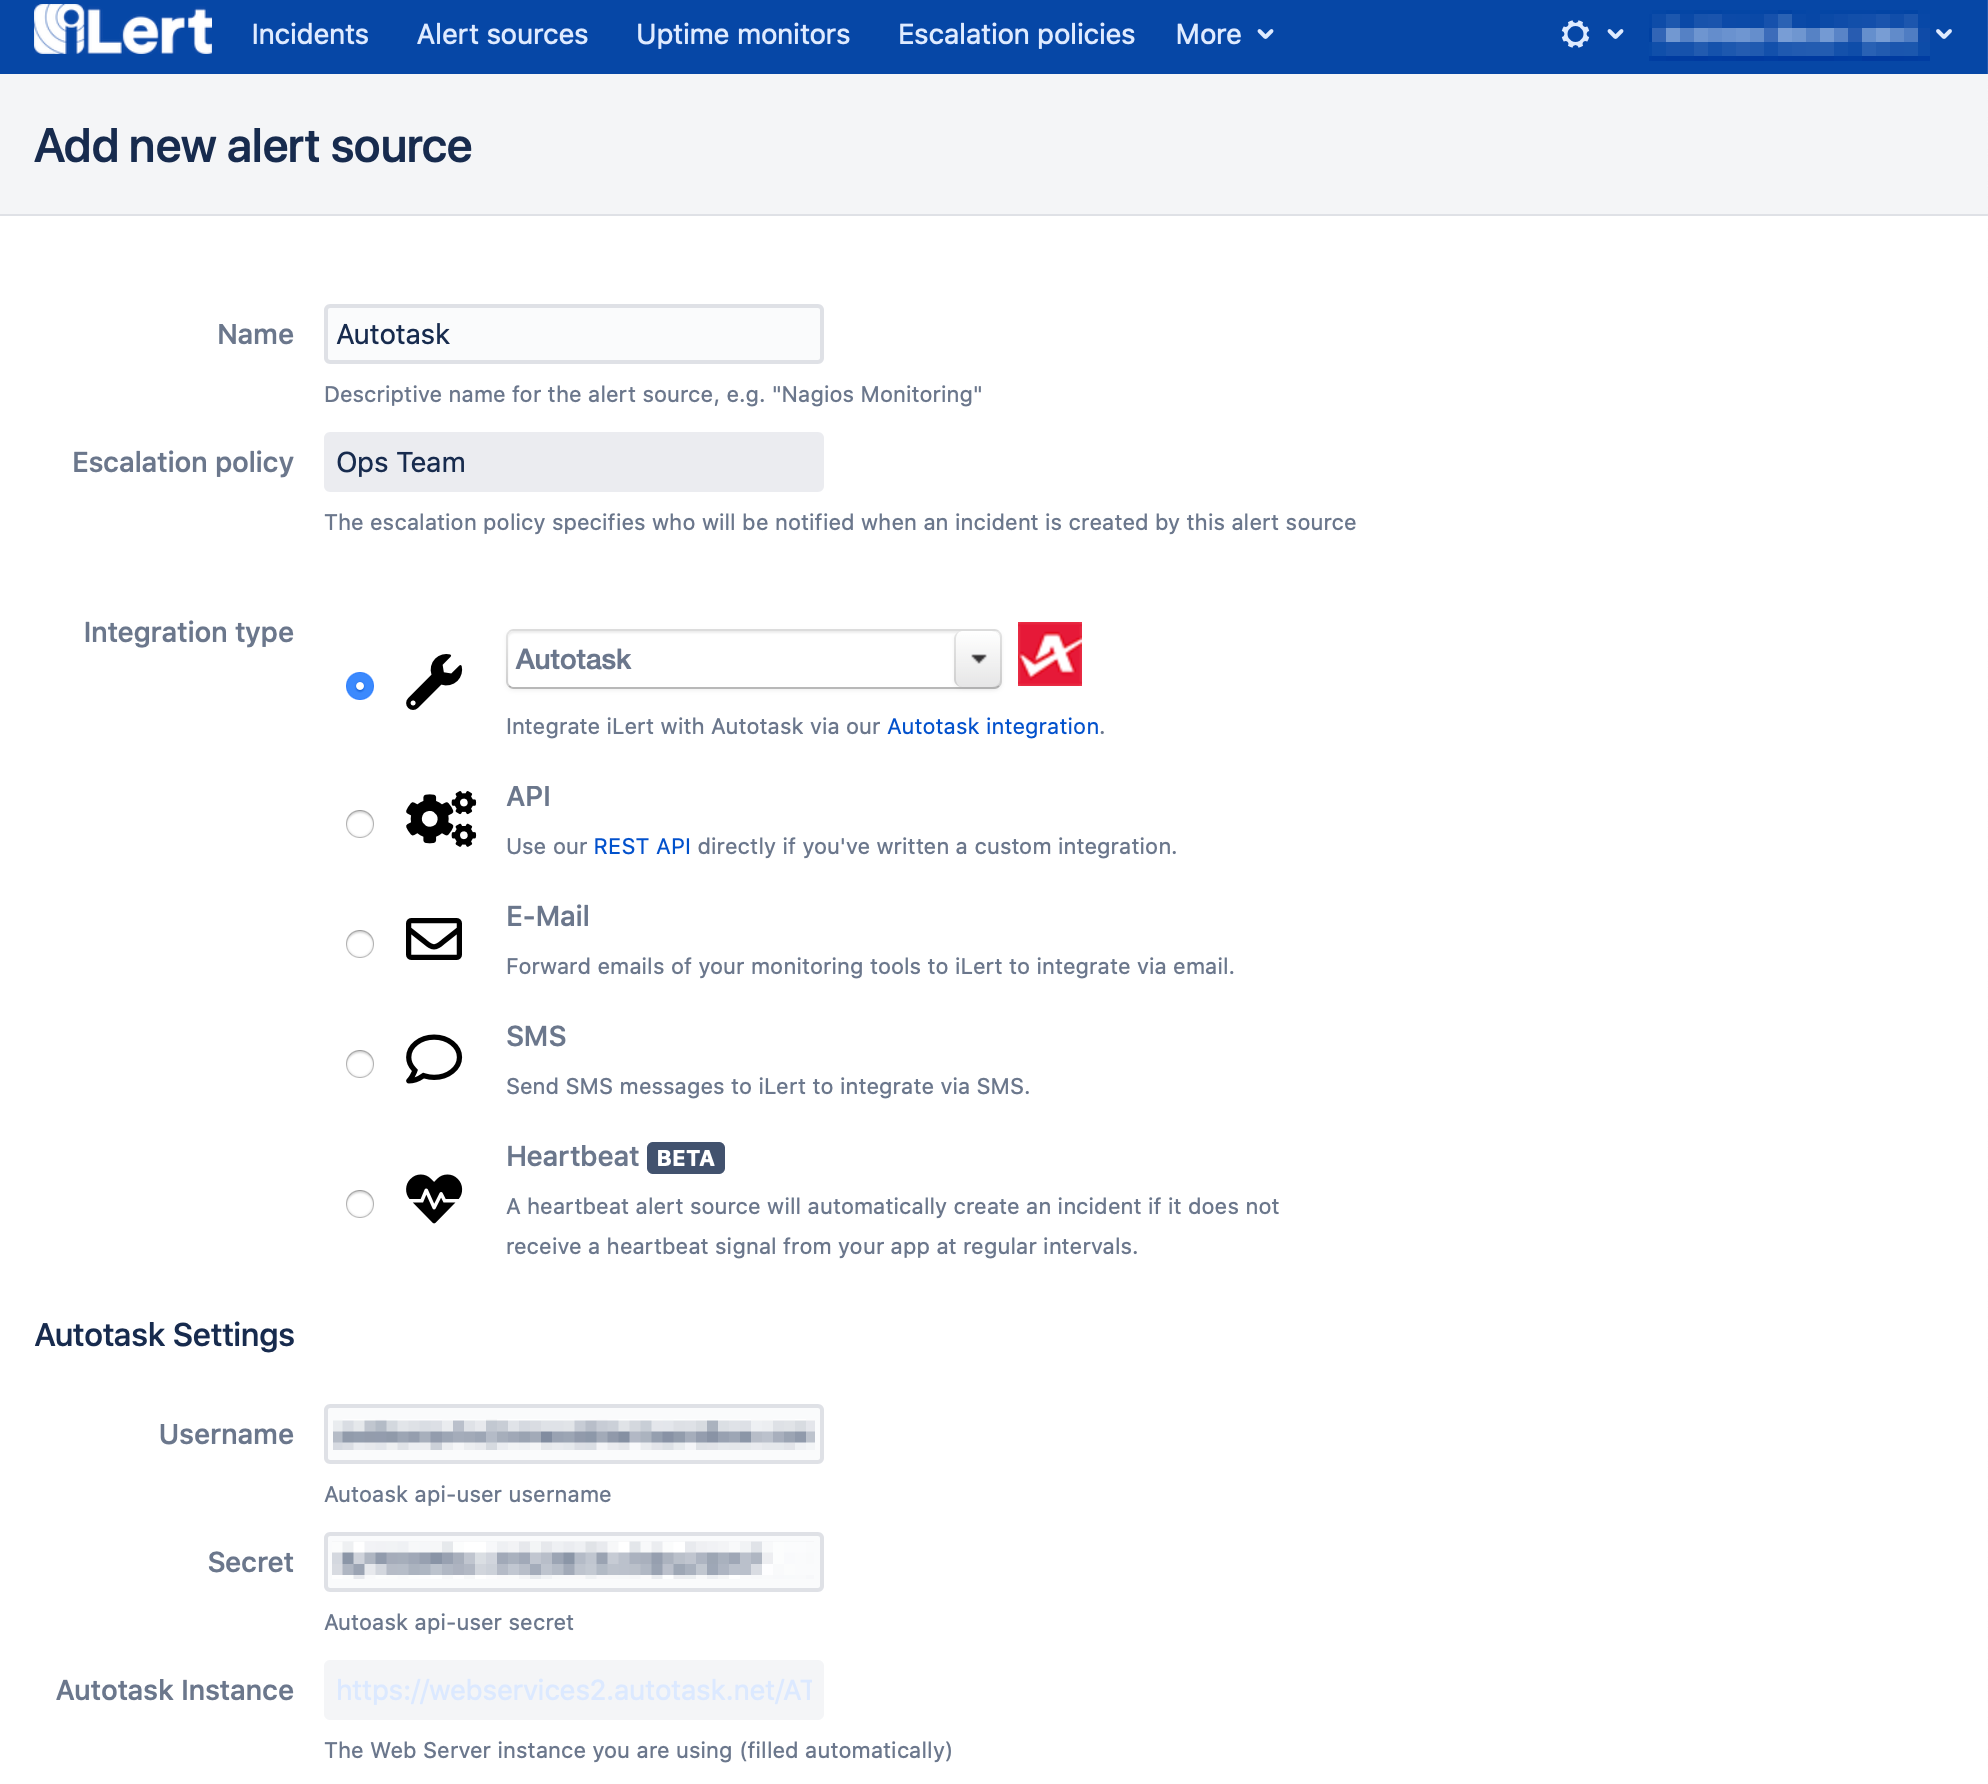 iLert Incidents Alert sources Uptime monitors Escalation policies More
Add new alert source
Name Autotask
Descriptive name for the alert source, e.g. "Nagios Monitoring"
Escalation policy Ops Team
The escalation policy specifies who will be notified when an incident is created by this alert source
Integration type
Autotask
Integrate iLert with Autotask via our Autotask integration.
API
Use our REST API directly if you've written a custom integration.
E-Mail
Forward emails of your monitoring tools to iLert to integrate via email.
SMS
Send SMS messages to iLert to integrate via SMS.
Heartbeat BETA
A heartbeat alert source will automatically create an incident if it does not
receive a heartbeat signal from your app at regular intervals.
Autotask Settings
Username
Autoask api-user username
Secret
Autoask api-user secret
Autotask Instance https://webservices2.autotask.net/AT
The Web Server instance you are using (filled automatically)